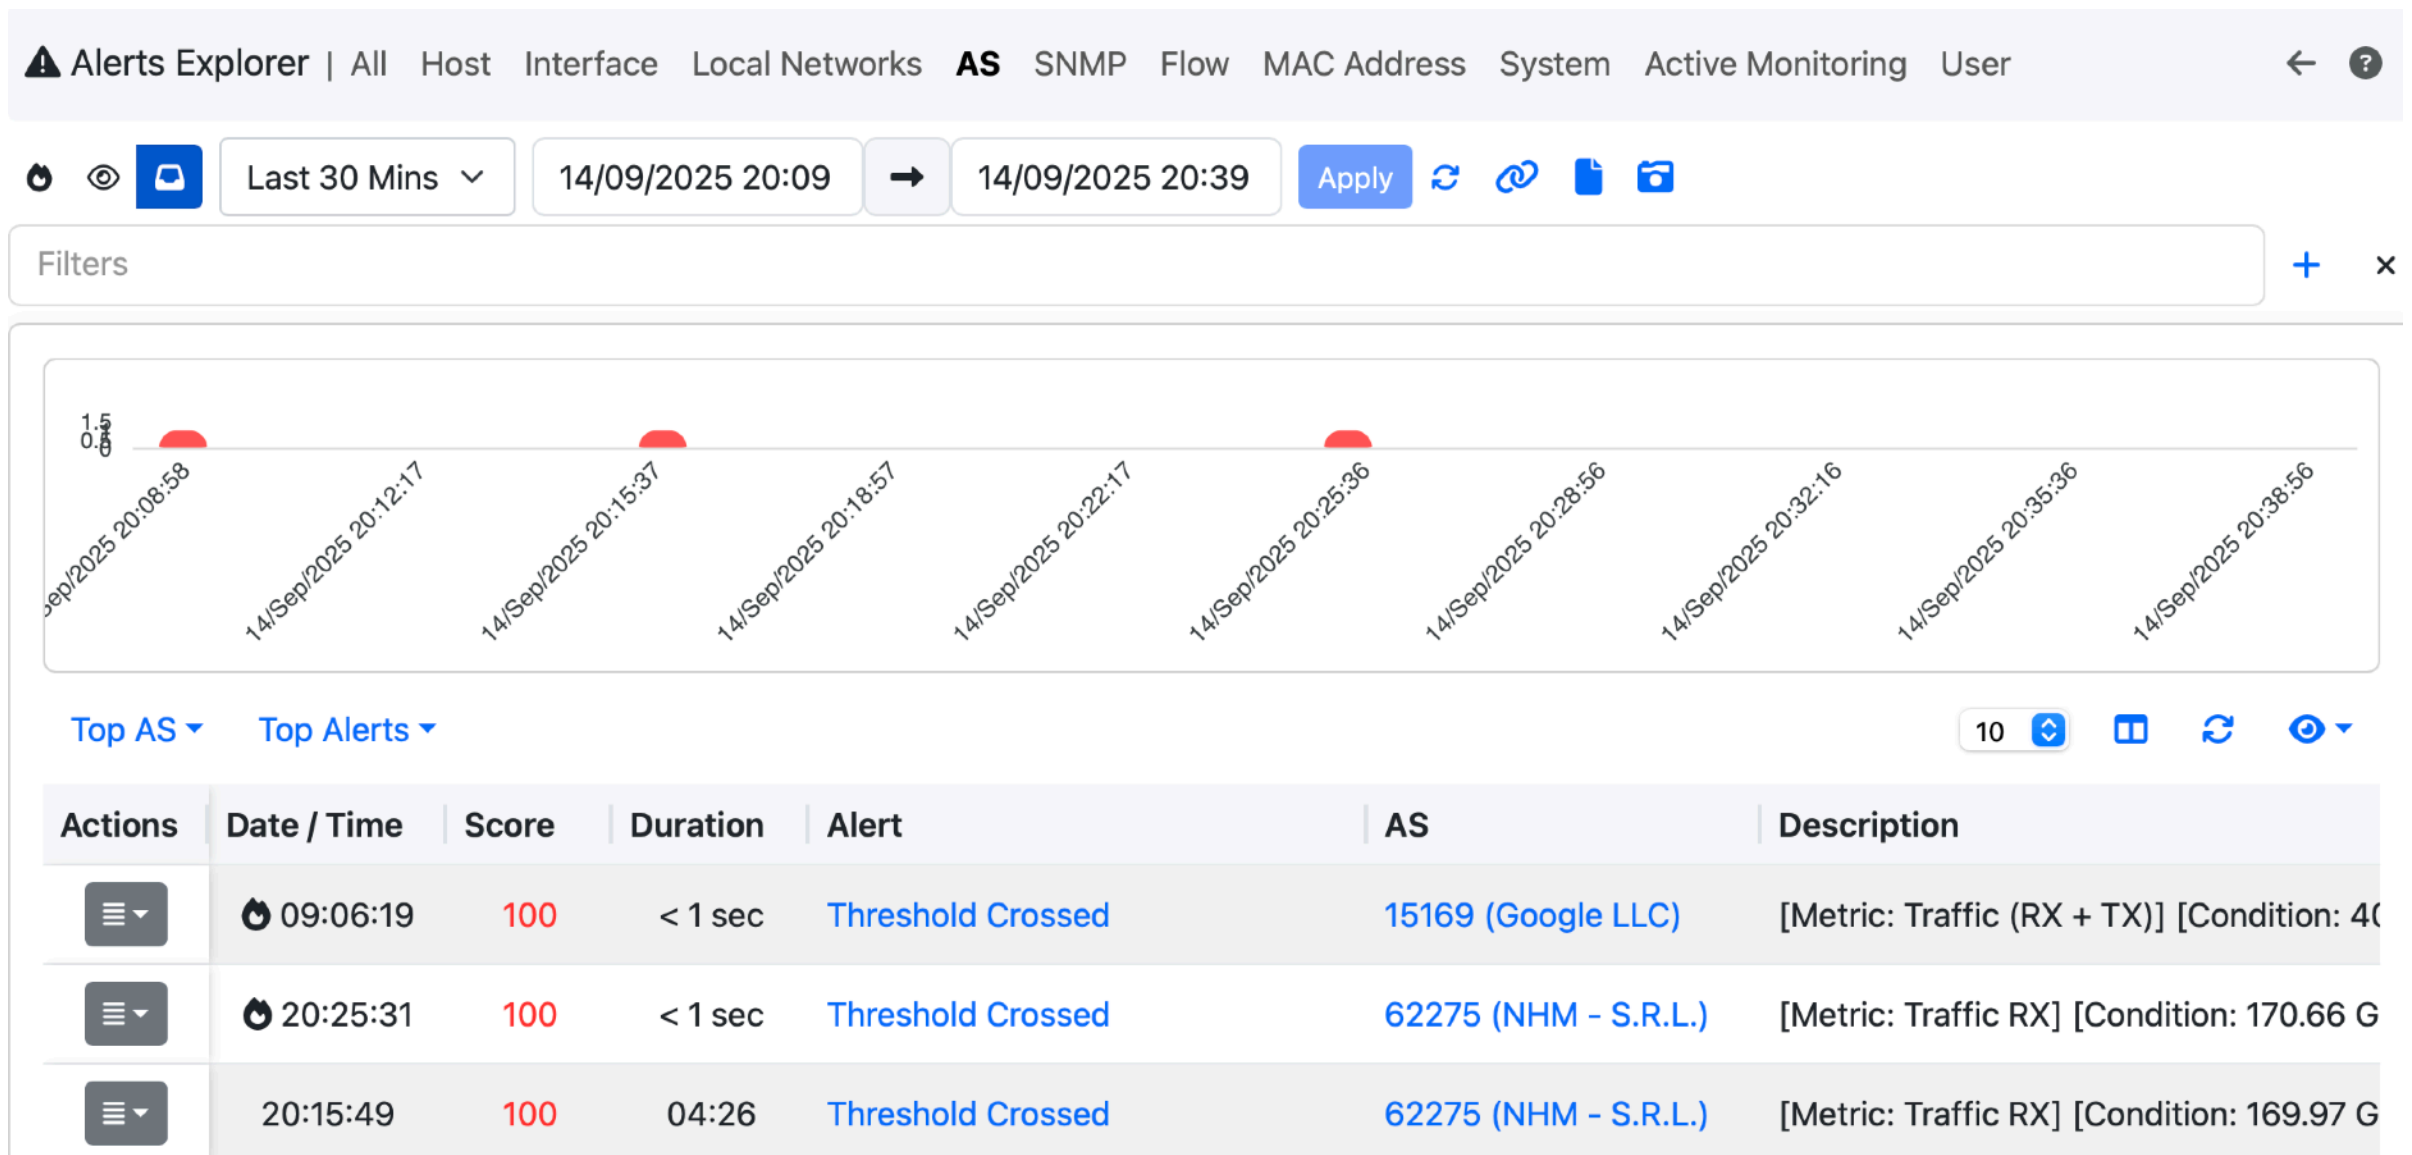 Alerts Explorer | All Host Interface Local Networks AS SNMP Flow MAC Address System Active Monitoring User
Last 30 Mins 14/09/2025 20:09 14/09/2025 20:39 Apply
Filters
1.5
0.5
0
Sep/2025 20:08:58
14/Sep/2025 20:12:17
14/Sep/2025 20:15:37
14/Sep/2025 20:18:57
14/Sep/2025 20:22:17
14/Sep/2025 20:25:36
14/Sep/2025 20:28:56
14/Sep/2025 20:32:16
14/Sep/2025 20:35:36
14/Sep/2025 20:38:56
Top AS Top Alerts 10
Actions Date / Time Score Duration Alert AS Description
09:06:19 100 < 1 sec Threshold Crossed 15169 (Google LLC) [Metric: Traffic (RX + TX)] [Condition: 40
20:25:31 100 < 1 sec Threshold Crossed 62275 (NHM - S.R.L.) [Metric: Traffic RX] [Condition: 170.66 G
20:15:49 100 04:26 Threshold Crossed 62275 (NHM - S.R.L.) [Metric: Traffic RX] [Condition: 169.97 G